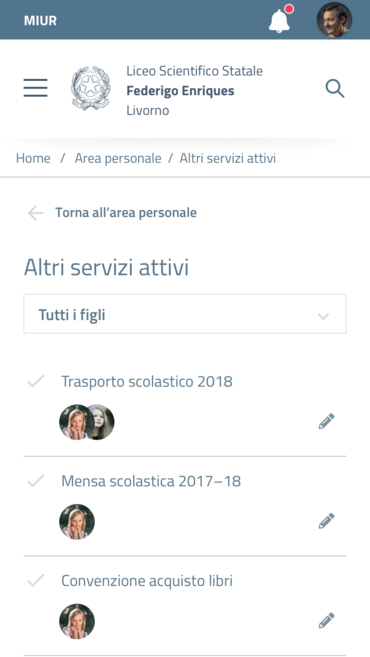 MIUR
Liceo Scientifico Statale
Federigo Enriques
Livorno
Home / Area personale / Altri servizi attivi
Torna all’area personale
Altri servizi attivi
Tutti i figli
Trasporto scolastico 2018
Mensa scolastica 2017–18
Convenzione acquisto libri